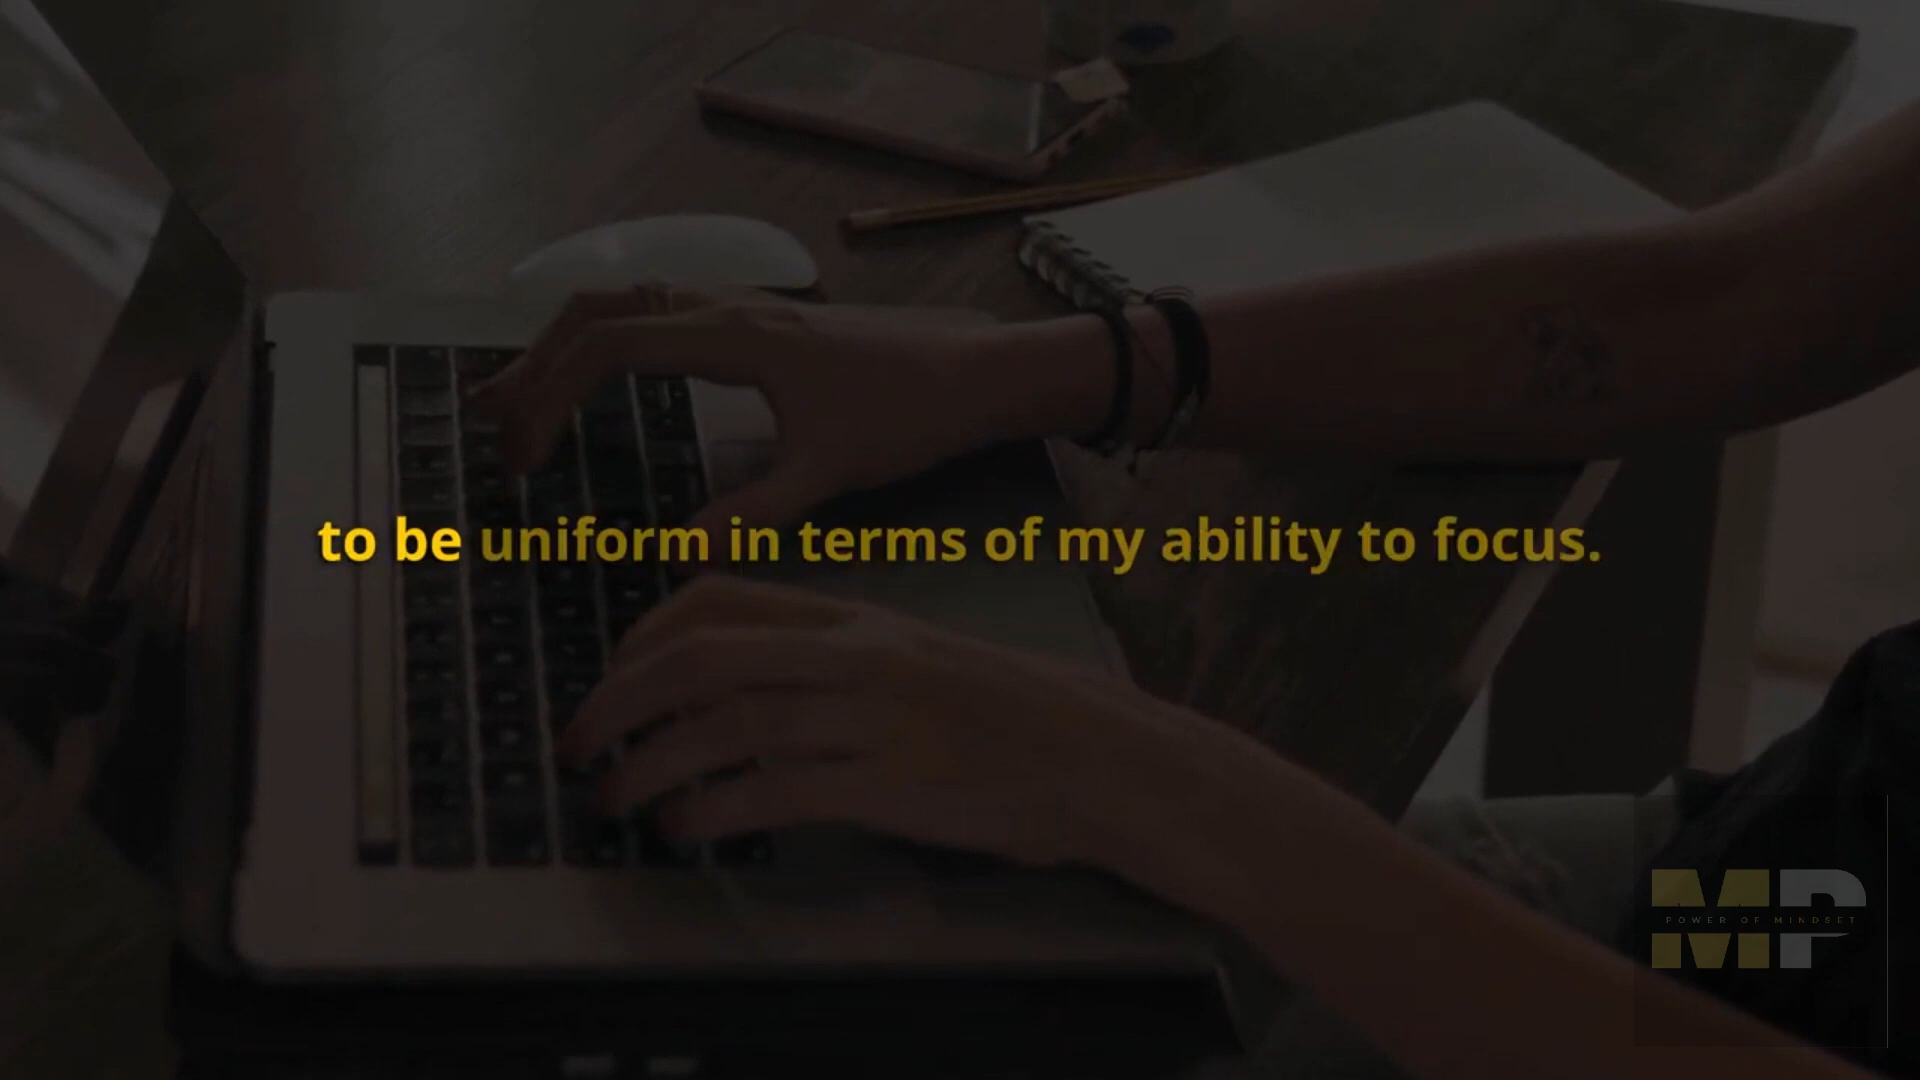 to be uniform in terms of my ability to focus.
MP
POWER OF MINDSET